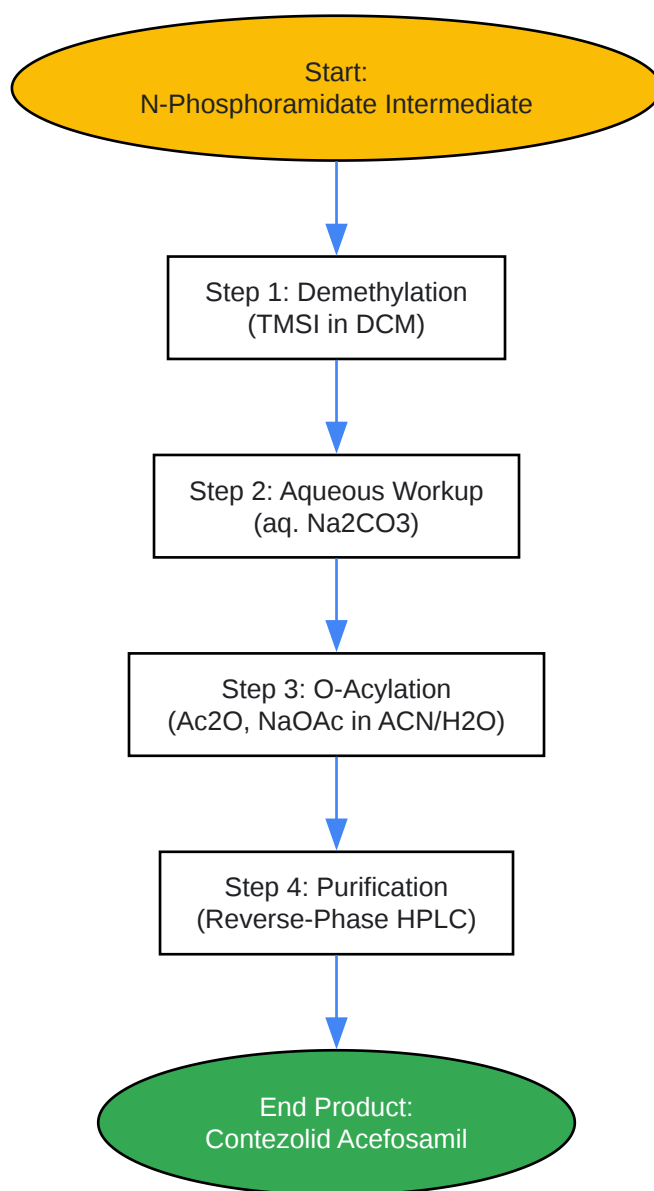 Start:
N-Phosphoramidate Intermediate
Step 1: Demethylation
(TMSI in DCM)
Step 2: Aqueous Workup
(aq. Na2CO3)
Step 3: O-Acylation
(Ac2O, NaOAc in ACN/H2O)
Step 4: Purification
(Reverse-Phase HPLC)
End Product:
Contezolid Acefosamil